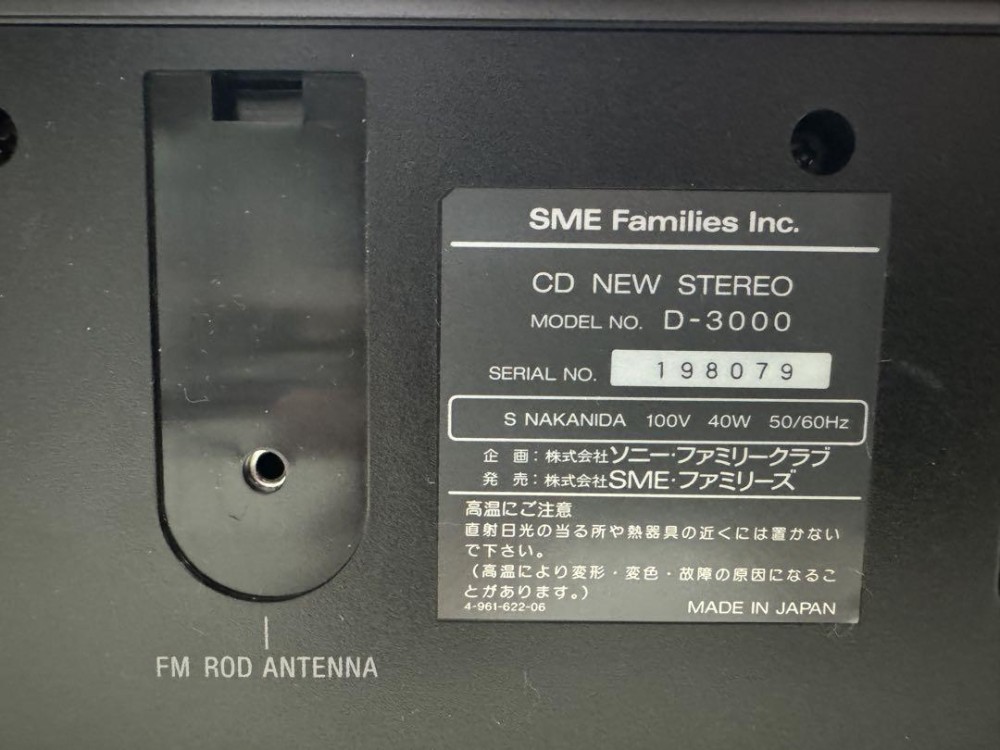 SME Families Inc.
CD NEW STEREO
MODEL NO. D-3000
SERIAL NO. 198079
S NAKANIDA 100V 40W 50/60Hz
企 画：株式会社ソニー・ファミリークラブ
発 売：株式会社SME・ファミリーズ
高温にご注意
直射日光の当る所や熱器具の近くには置かない
で下さい。
（高温により変形・変色・故障の原因になるこ
とがあります。）
4-961-622-06 MADE IN JAPAN
FM ROD ANTENNA